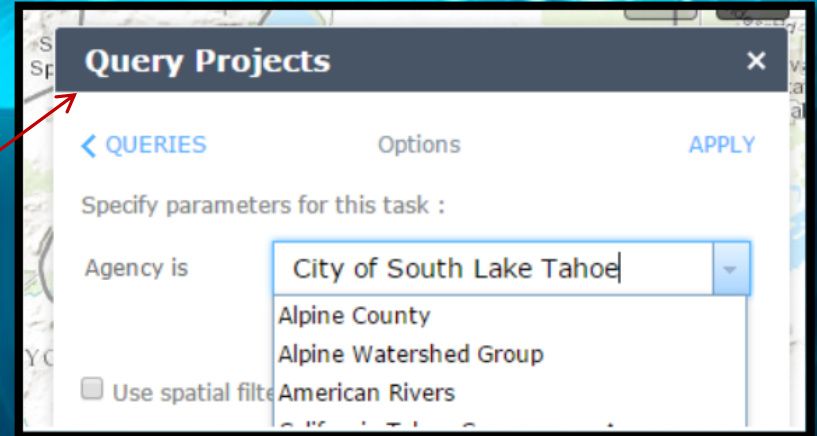 Query Projects ×
QUERIES Options APPLY
Specify parameters for this task :
Agency is City of South Lake Tahoe
Alpine County
Alpine Watershed Group
Use spatial American Rivers